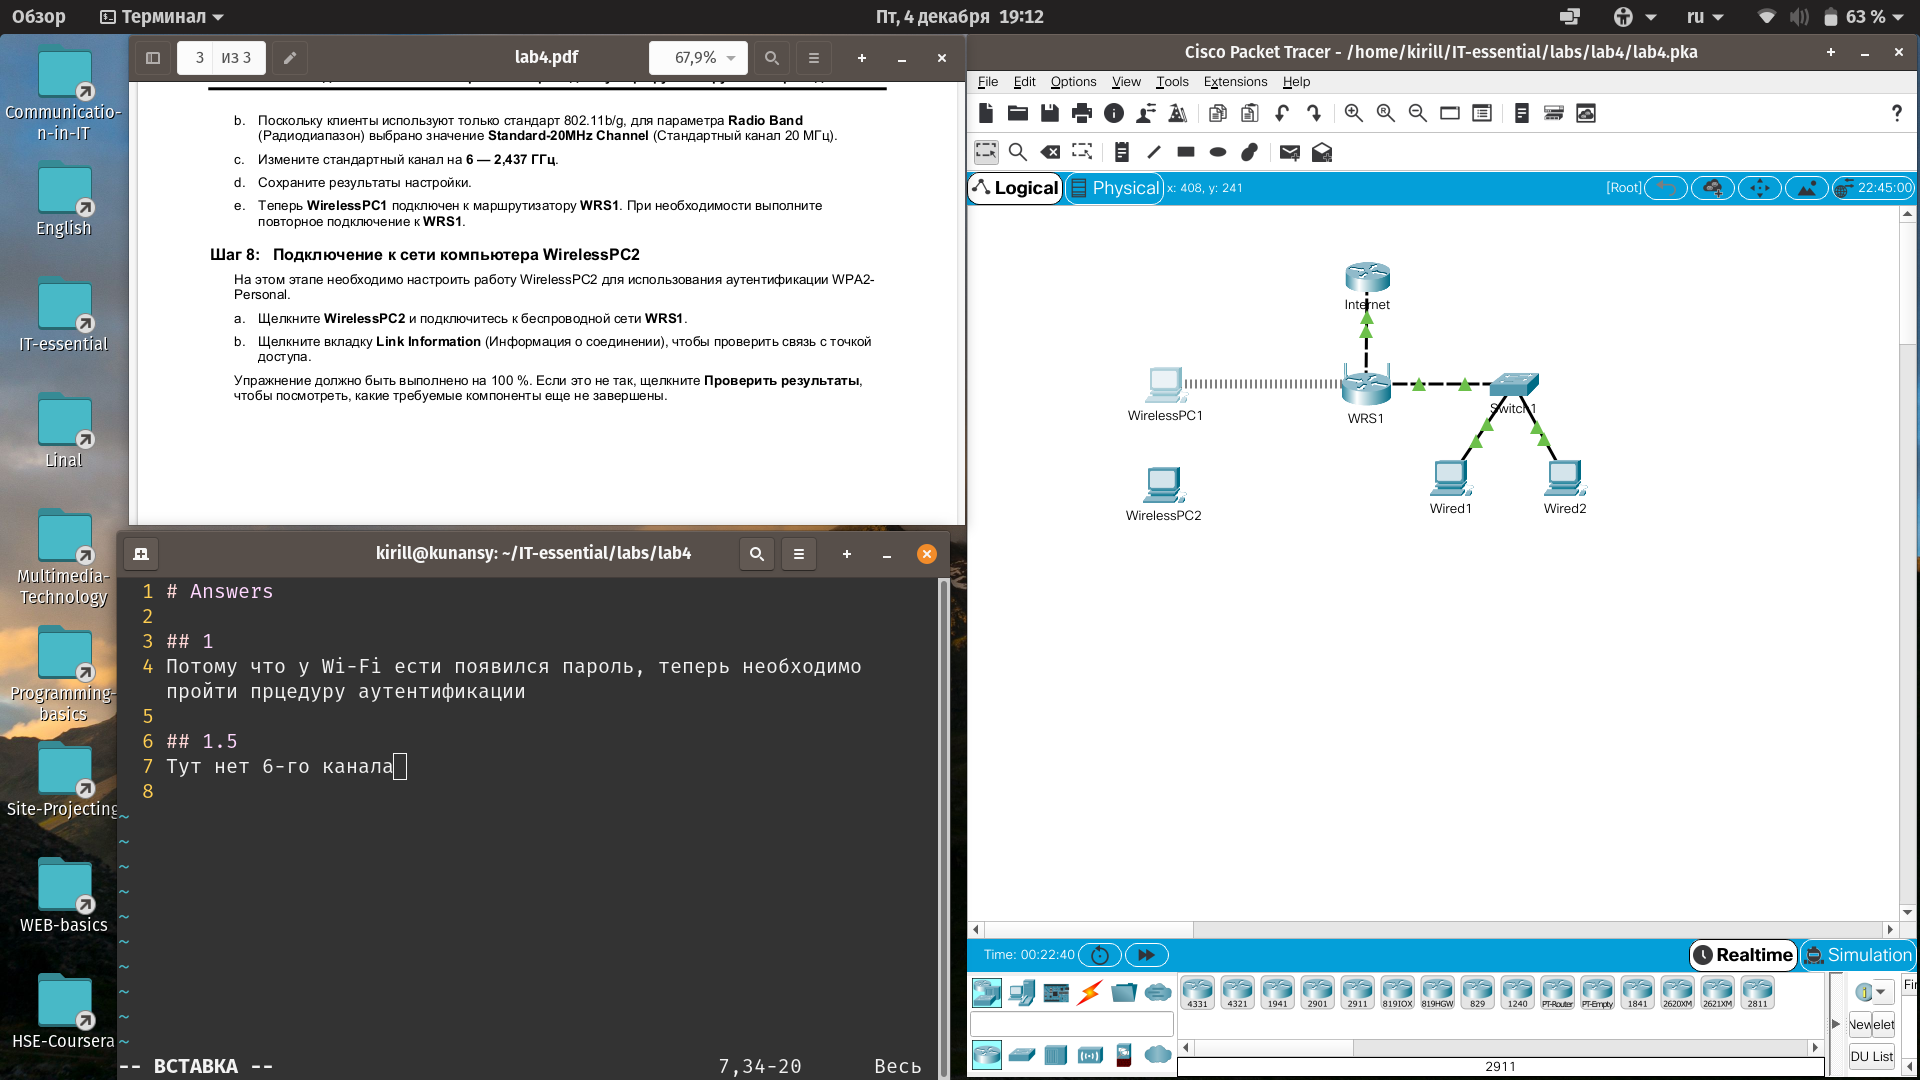 Обзор
Терминал
Пт, 4 декабря 19:12
ru
63 %
Communicatio-
n-in-IT
English
IT-essential
Linal
Multimedia-
Technology
Programming-
basics
Site-Projecting
WEB-basics
HSE-Coursera
3 из 3
lab4.pdf
67,9%
b. Поскольку клиенты используют только стандарт 802.11b/g, для параметра Radio Band
(Радиодиапазон) выбрано значение Standard-20MHz Channel (Стандартный канал 20 МГц).
c. Измените стандартный канал на 6 — 2,437 ГГц.
d. Сохраните результаты настройки.
e. Теперь WirelessPC1 подключен к маршрутизатору WRS1. При необходимости выполните
повторное подключение к WRS1.
Шаг 8: Подключение к сети компьютера WirelessPC2
На этом этапе необходимо настроить работу WirelessPC2 для использования аутентификации WPA2-
Personal.
a. Щелкните WirelessPC2 и подключитесь к беспроводной сети WRS1.
b. Щелкните вкладку Link Information (Информация о соединении), чтобы проверить связь с точкой
доступа.
Упражнение должно быть выполнено на 100 %. Если это не так, щелкните Проверить результаты,
чтобы посмотреть, какие требуемые компоненты еще не завершены.
kirill@kunansy: ~/IT-essential/labs/lab4
1 # Answers
2
3 ## 1
4 Потому что у Wi-Fi ести появился пароль, теперь необходимо
пройти прцедуру аутентификации
5
6 ## 1.5
7 Тут нет 6-го канала
8
~
~
~
~
~
~
~
~
~
~
-- ВСТАВКА -- 7,34-20 Весь
Cisco Packet Tracer - /home/kirill/IT-essential/labs/lab4/lab4.pka
File Edit Options View Tools Extensions Help
?
Logical Physical x: 408, y: 241 [Root] 22:45:00
Internet
WirelessPC1
WRS1
Switch1
WirelessPC2
Wired1
Wired2
Time: 00:22:40
Realtime Simulation
4331 4321 1941 2901 2911 819IOX 819HGW 829 1240 PT-Router PT-Empty 1841 2620XM 2621XM 2811
Fir
New elet
DU List
2911